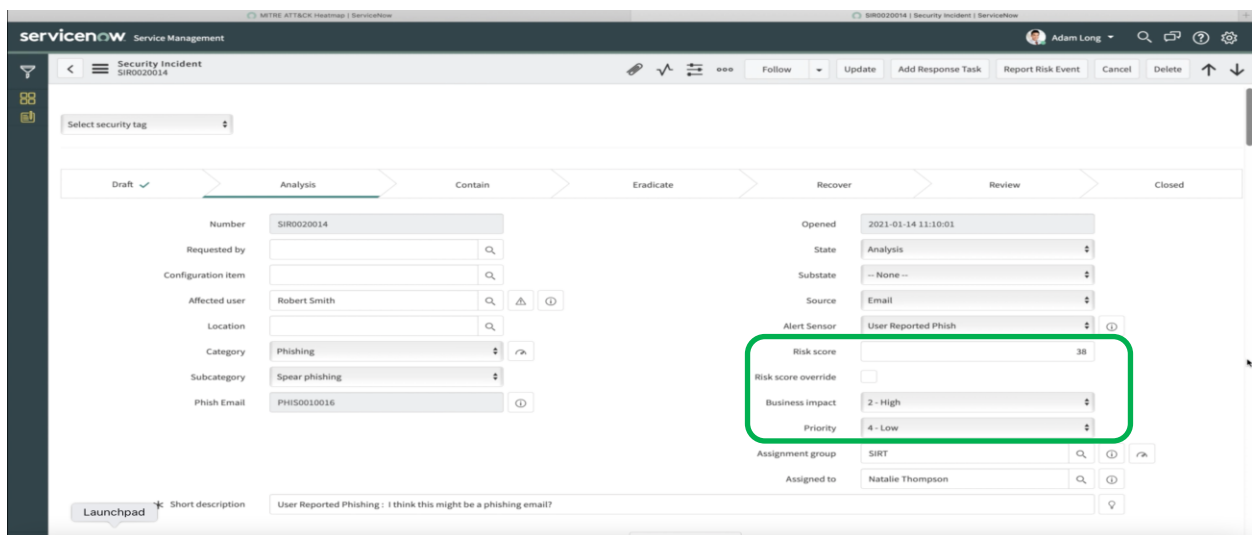 MITRE ATT&CK Heatmap | ServiceNow
SIR0020014 | Security Incident | ServiceNow
servicenow Service Management
Adam Long
Security Incident
SIR0020014
Follow
Update
Add Response Task
Report Risk Event
Cancel
Delete
Select security tag
Draft
Analysis
Contain
Eradicate
Recover
Review
Closed
Number SIR0020014
Requested by
Configuration item
Affected user Robert Smith
Location
Category Phishing
Subcategory Spear phishing
Phish Email PHIS0010016
Opened 2021-01-14 11:10:01
State Analysis
Substate -- None --
Source Email
Alert Sensor User Reported Phish
Risk score 38
Risk score override
Business impact 2 - High
Priority 4 - Low
Assignment group SIRT
Assigned to Natalie Thompson
Short description User Reported Phishing : I think this might be a phishing email?
Launchpad